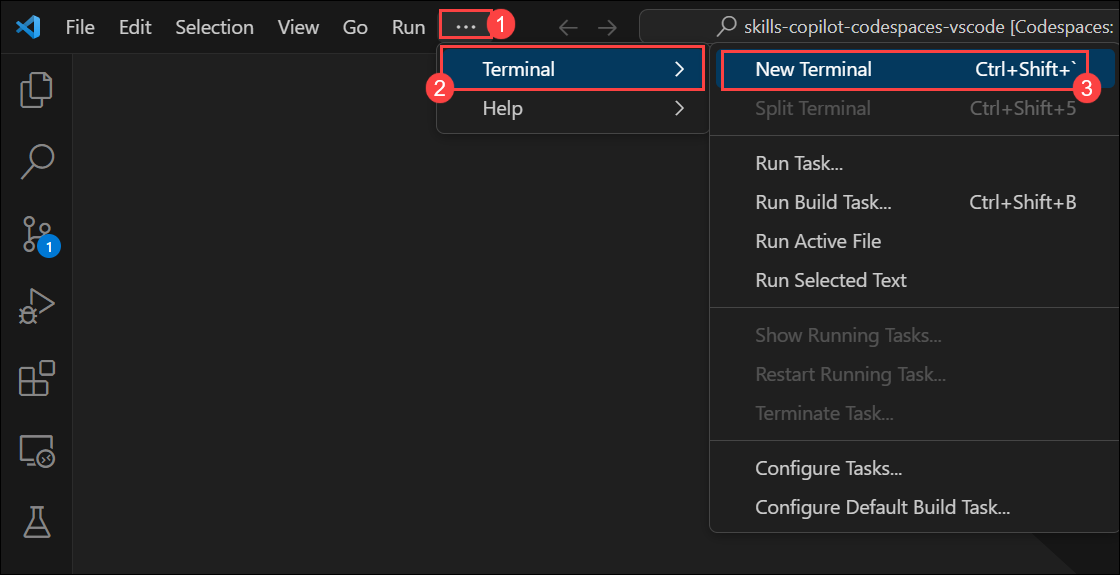 File Edit Selection View Go Run ... 1 skills-copilot-codespaces-vscode [Codespaces:
2 Terminal
Help
New Terminal Ctrl+Shift+` 3
Split Terminal Ctrl+Shift+5
Run Task...
Run Build Task... Ctrl+Shift+B
Run Active File
Run Selected Text
Show Running Tasks...
Restart Running Task...
Terminate Task...
Configure Tasks...
Configure Default Build Task...
1